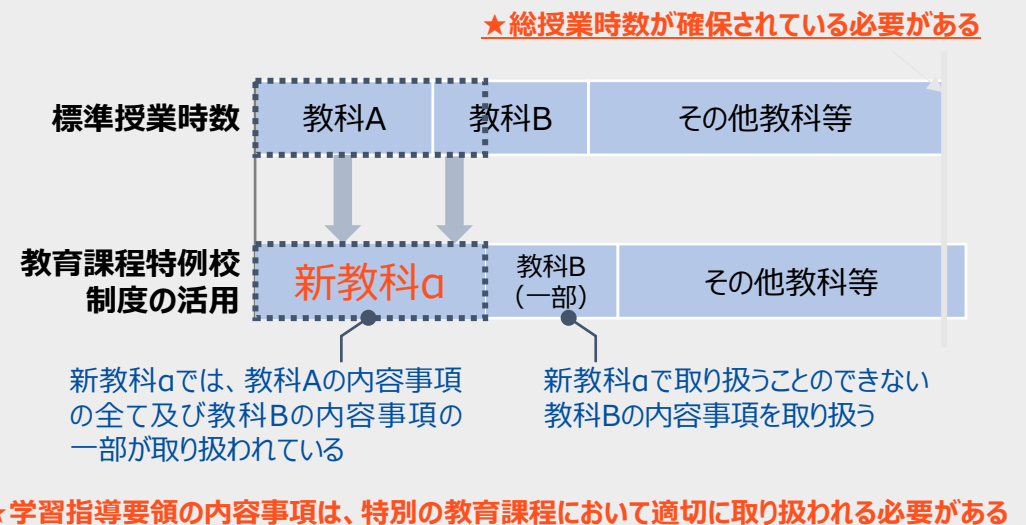 ★総授業時数が確保されている必要がある
標準授業時数
教科A
教科B
その他教科等
教育課程特例校
制度の活用
新教科α
教科B
（一部）
その他教科等
新教科αでは、教科Aの内容事項
の全て及び教科Bの内容事項の
一部が取り扱われている
新教科αで取り扱うことのできない
教科Bの内容事項を取り扱う
★学習指導要領の内容事項は、特別の教育課程において適切に取り扱われる必要がある